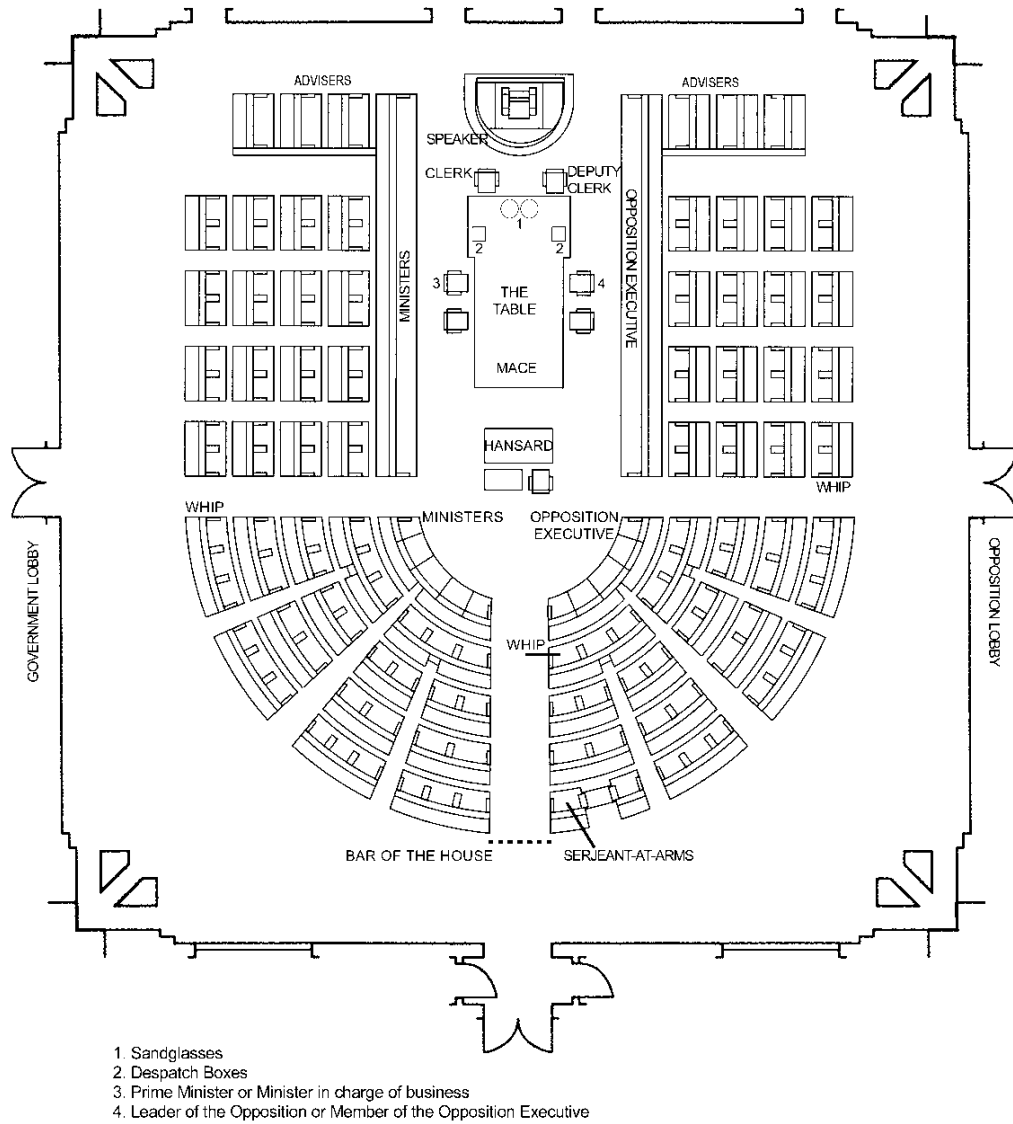 ADVISERS
ADVISERS
SPEAKER
CLERK
DEPUTY
CLERK
1
2
2
MINISTERS
OPPOSITION EXECUTIVE
3
4
THE
TABLE
MACE
HANSARD
WHIP
WHIP
MINISTERS
OPPOSITION
EXECUTIVE
GOVERNMENT LOBBY
OPPOSITION LOBBY
WHIP
BAR OF THE HOUSE
SERJEANT-AT-ARMS
1. Sandglasses
2. Despatch Boxes
3. Prime Minister or Minister in charge of business
4. Leader of the Opposition or Member of the Opposition Executive